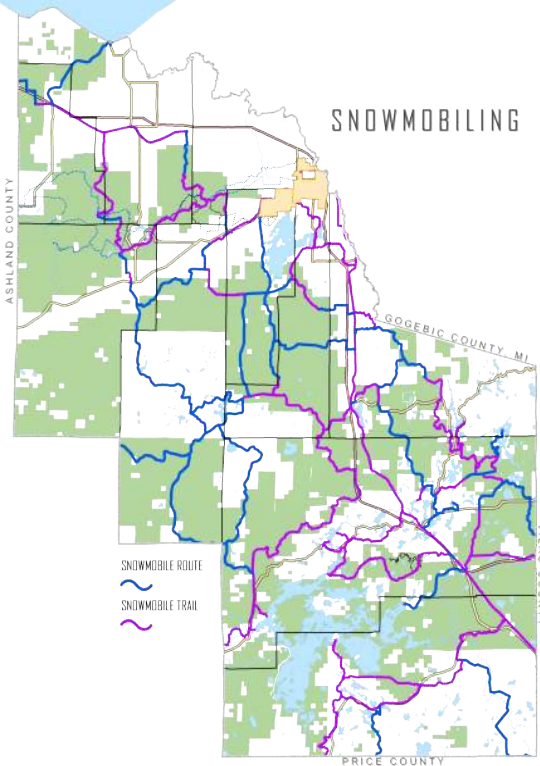 SNOWMOBILING
ASHLAND COUNTY
GOGEBIC COUNTY, MI
SNOWMOBILE ROUTE
SNOWMOBILE TRAIL
PRICE COUNTY